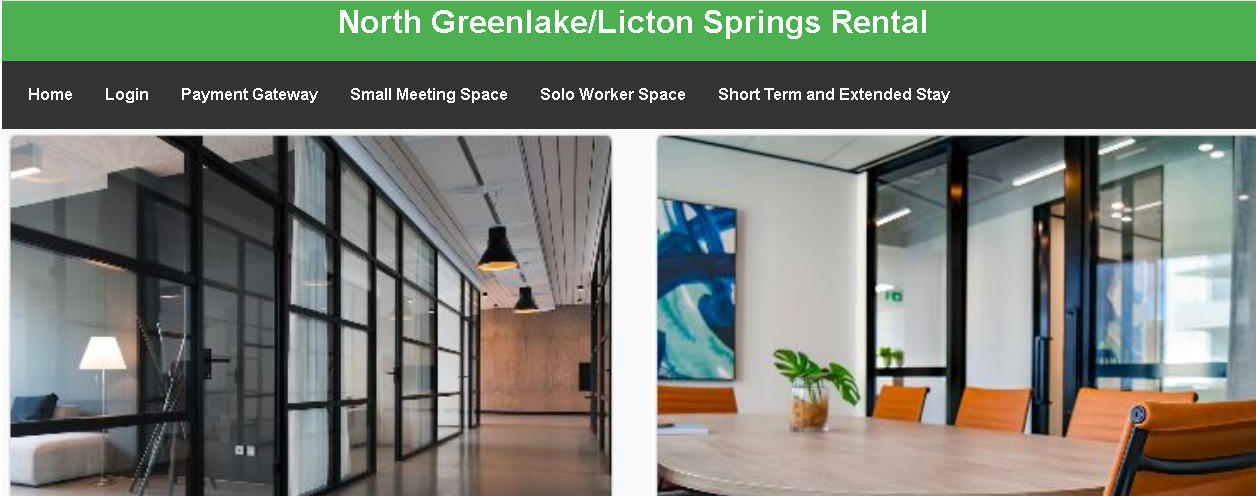 North Greenlake/Licton Springs Rental
Home Login Payment Gateway Small Meeting Space Solo Worker Space Short Term and Extended Stay